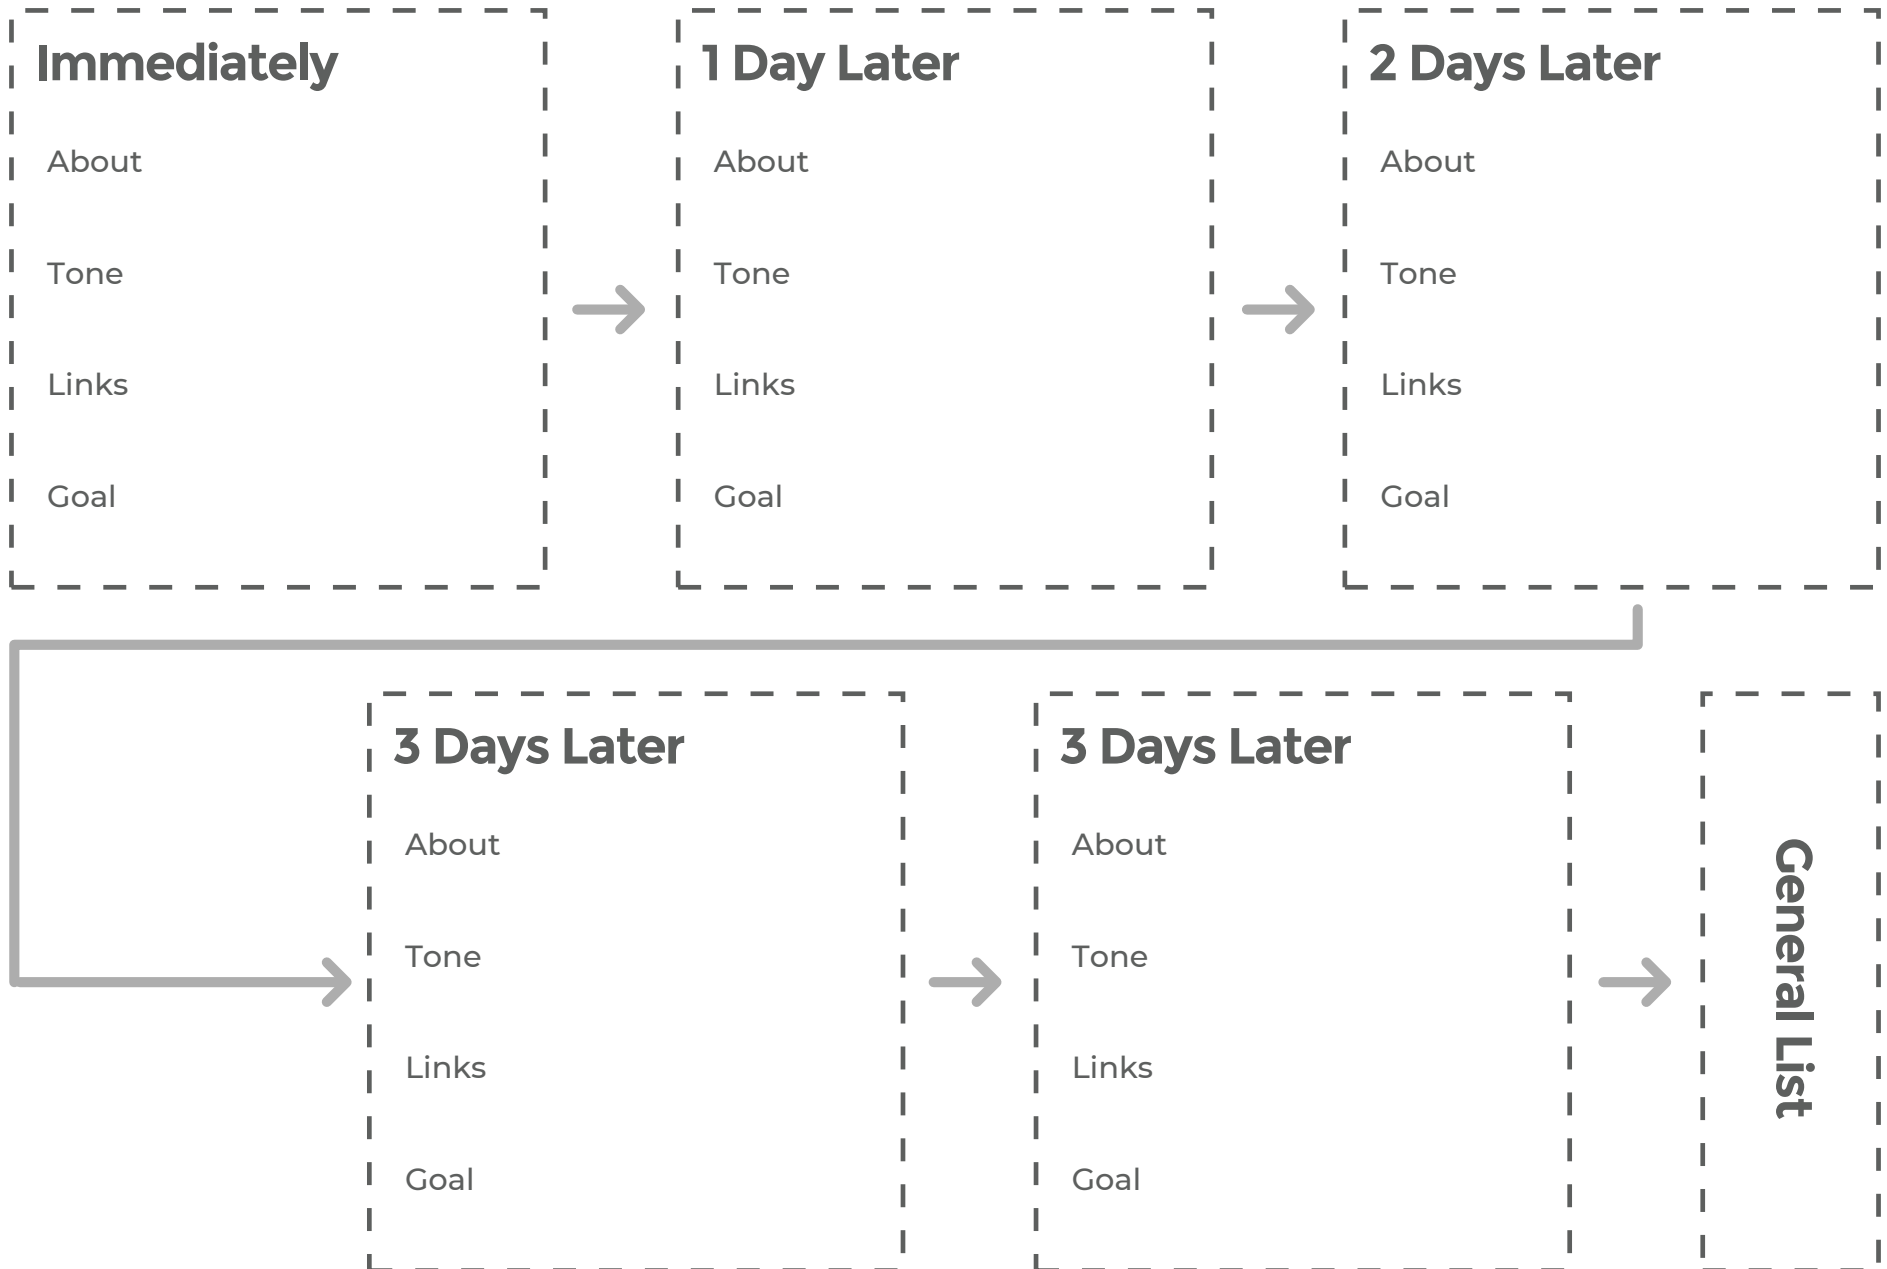 Immediately
About
Tone
Links
Goal
1 Day Later
About
Tone
Links
Goal
2 Days Later
About
Tone
Links
Goal
3 Days Later
About
Tone
Links
Goal
3 Days Later
About
Tone
Links
Goal
General List